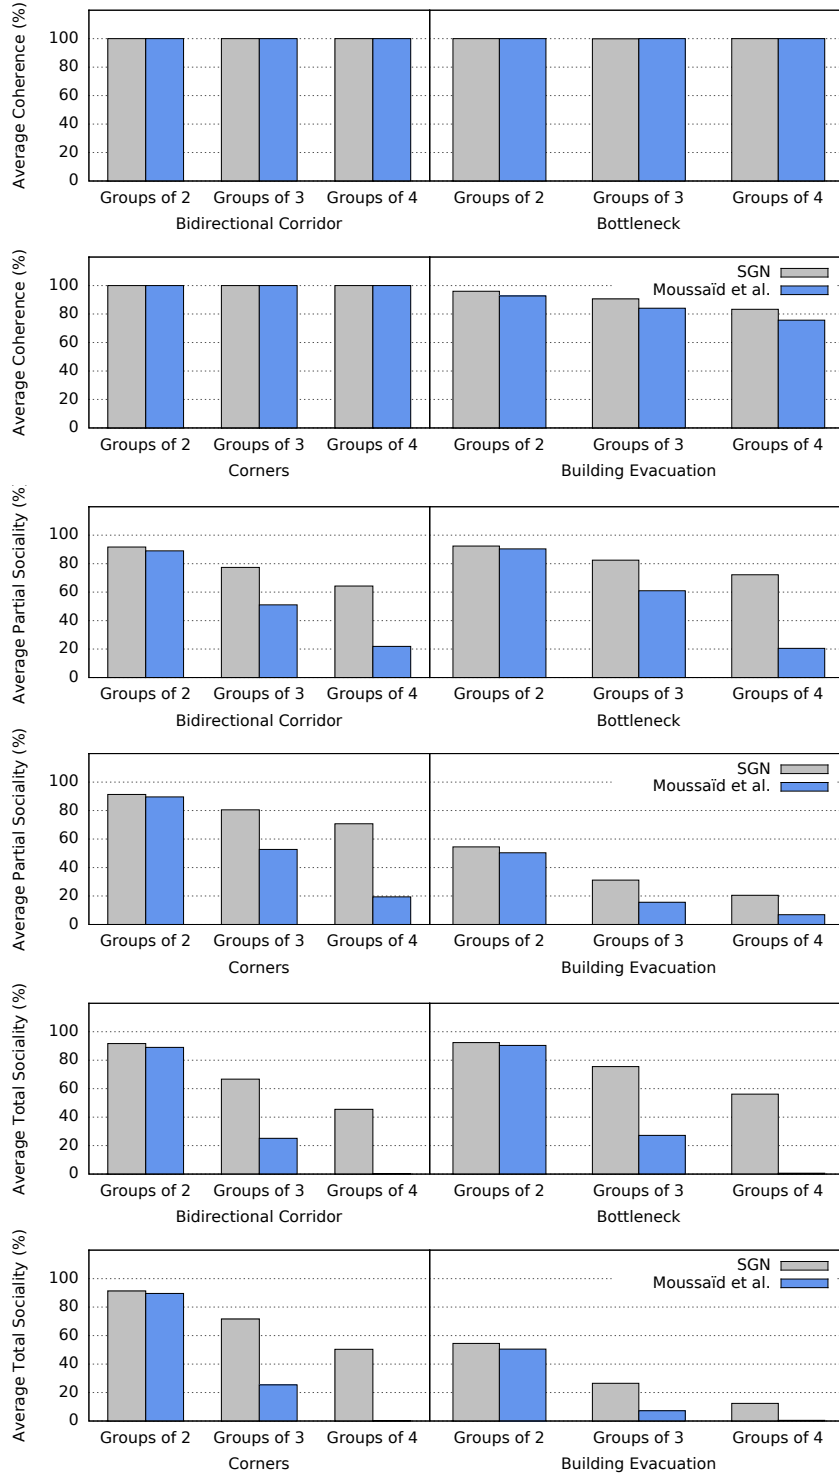 Average Coherence (%)
100
80
60
40
20
0
Groups of 2 Groups of 3 Groups of 4 Groups of 2 Groups of 3 Groups of 4
Bidirectional Corridor Bottleneck
Average Coherence (%)
SGN
Moussaïd et al.
100
80
60
40
20
0
Groups of 2 Groups of 3 Groups of 4 Groups of 2 Groups of 3 Groups of 4
Corners Building Evacuation
Average Partial Sociality (%)
100
80
60
40
20
0
Groups of 2 Groups of 3 Groups of 4 Groups of 2 Groups of 3 Groups of 4
Bidirectional Corridor Bottleneck
Average Partial Sociality (%)
SGN
Moussaïd et al.
100
80
60
40
20
0
Groups of 2 Groups of 3 Groups of 4 Groups of 2 Groups of 3 Groups of 4
Corners Building Evacuation
Average Total Sociality (%)
100
80
60
40
20
0
Groups of 2 Groups of 3 Groups of 4 Groups of 2 Groups of 3 Groups of 4
Bidirectional Corridor Bottleneck
Average Total Sociality (%)
SGN
Moussaïd et al.
100
80
60
40
20
0
Groups of 2 Groups of 3 Groups of 4 Groups of 2 Groups of 3 Groups of 4
Corners Building Evacuation